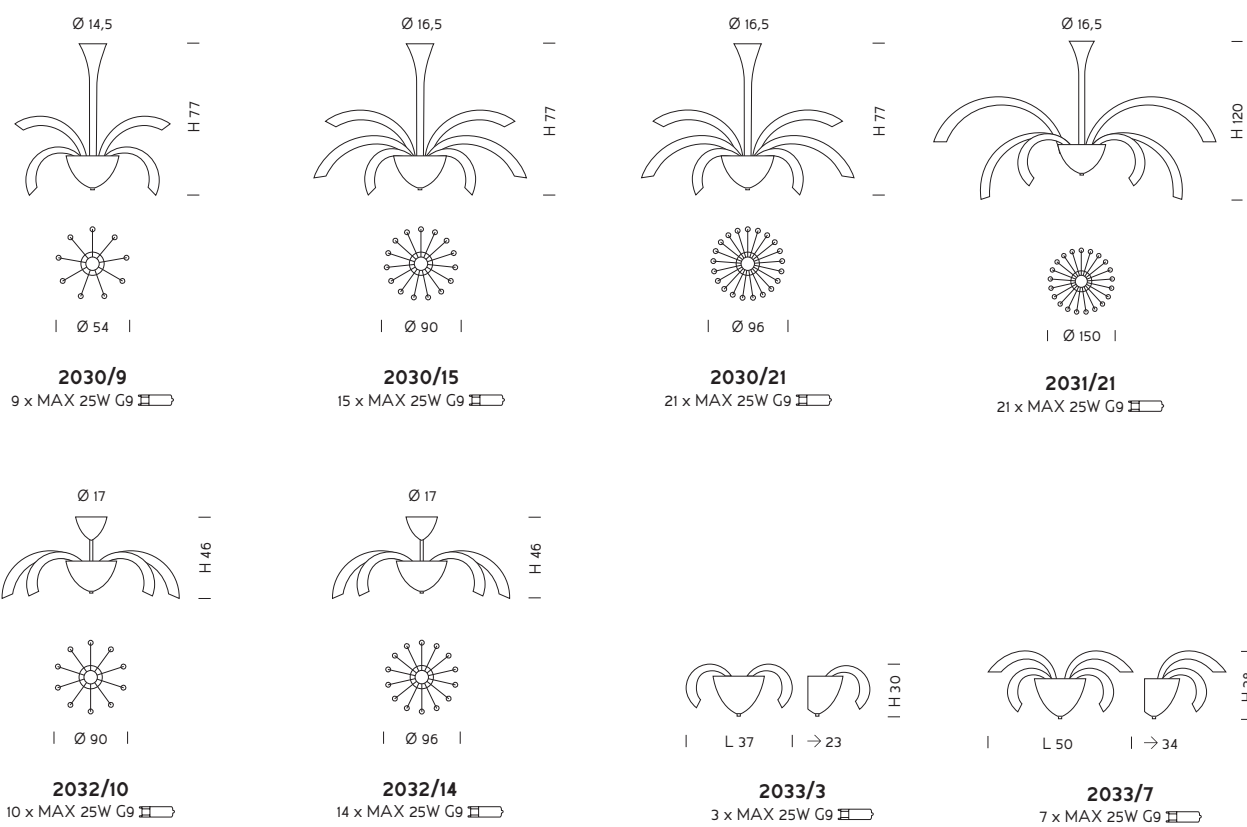 Ø 14,5
H 77
Ø 54
2030/9
9 x MAX 25W G9
Ø 16,5
H 77
Ø 90
2030/15
15 x MAX 25W G9
Ø 16,5
H 77
Ø 96
2030/21
21 x MAX 25W G9
Ø 16,5
H 120
Ø 150
2031/21
21 x MAX 25W G9
Ø 17
H 46
Ø 90
2032/10
10 x MAX 25W G9
Ø 17
H 46
Ø 96
2032/14
14 x MAX 25W G9
H 30
L 37
→ 23
2033/3
3 x MAX 25W G9
L 50
→ 34
2033/7
7 x MAX 25W G9